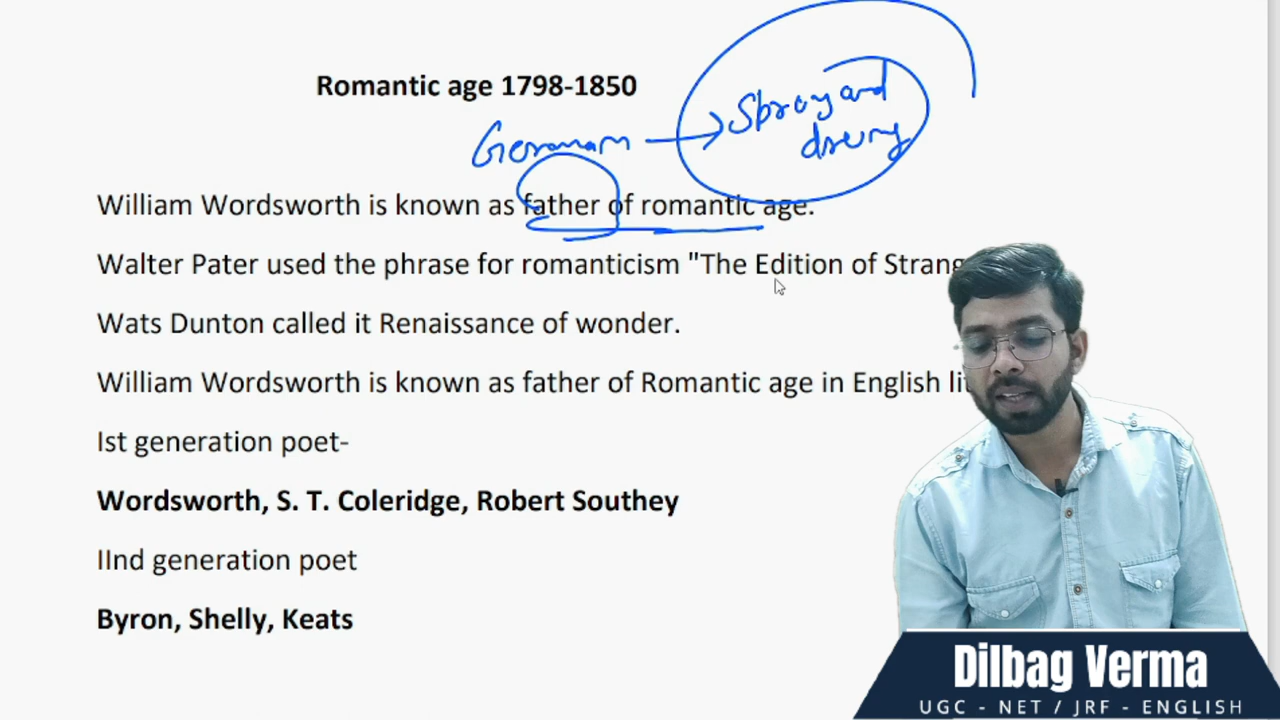 Romantic age 1798-1850
German
William Wordsworth is known as father of romantic age.
Walter Pater used the phrase for romanticism "The Edition of Strang
Wats Dunton called it Renaissance of wonder.
William Wordsworth is known as father of Romantic age in English lit
Ist generation poet-
Wordsworth, S. T. Coleridge, Robert Southey
IInd generation poet
Byron, Shelly, Keats
Dilbag Verma
UGC - NET / JRF - ENGLISH